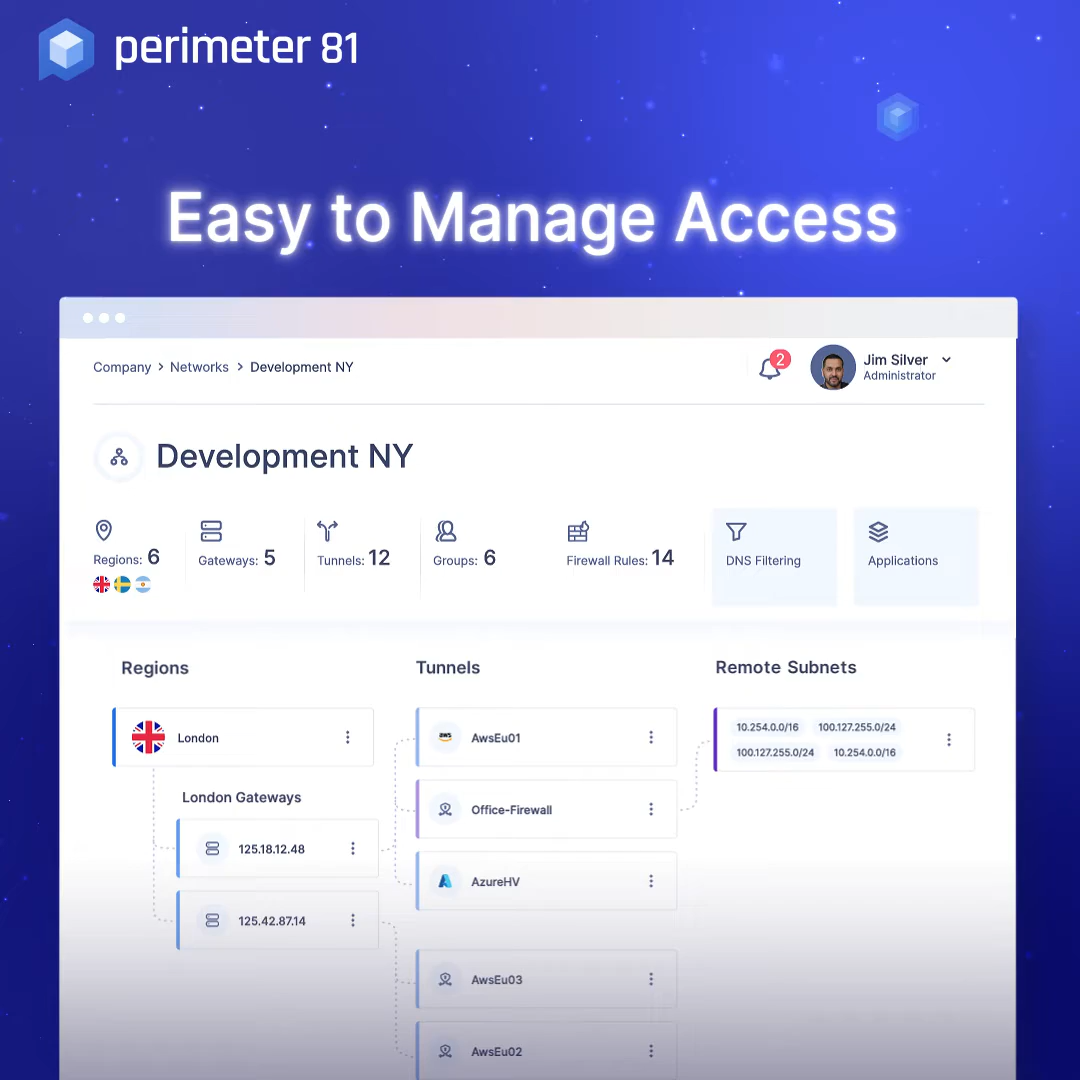 perimeter 81
Easy to Manage Access
Company > Networks > Development NY
2
Jim Silver
Administrator
Development NY
Regions: 6
Gateways: 5
Tunnels: 12
Groups: 6
Firewall Rules: 14
DNS Filtering
Applications
Regions
Tunnels
Remote Subnets
London
aws
AwsEu01
10.254.0.0/16 100.127.255.0/24
100.127.255.0/24 10.254.0.0/16
London Gateways
Office-Firewall
125.18.12.48
AzureHV
125.42.87.14
AwsEu03
AwsEu02